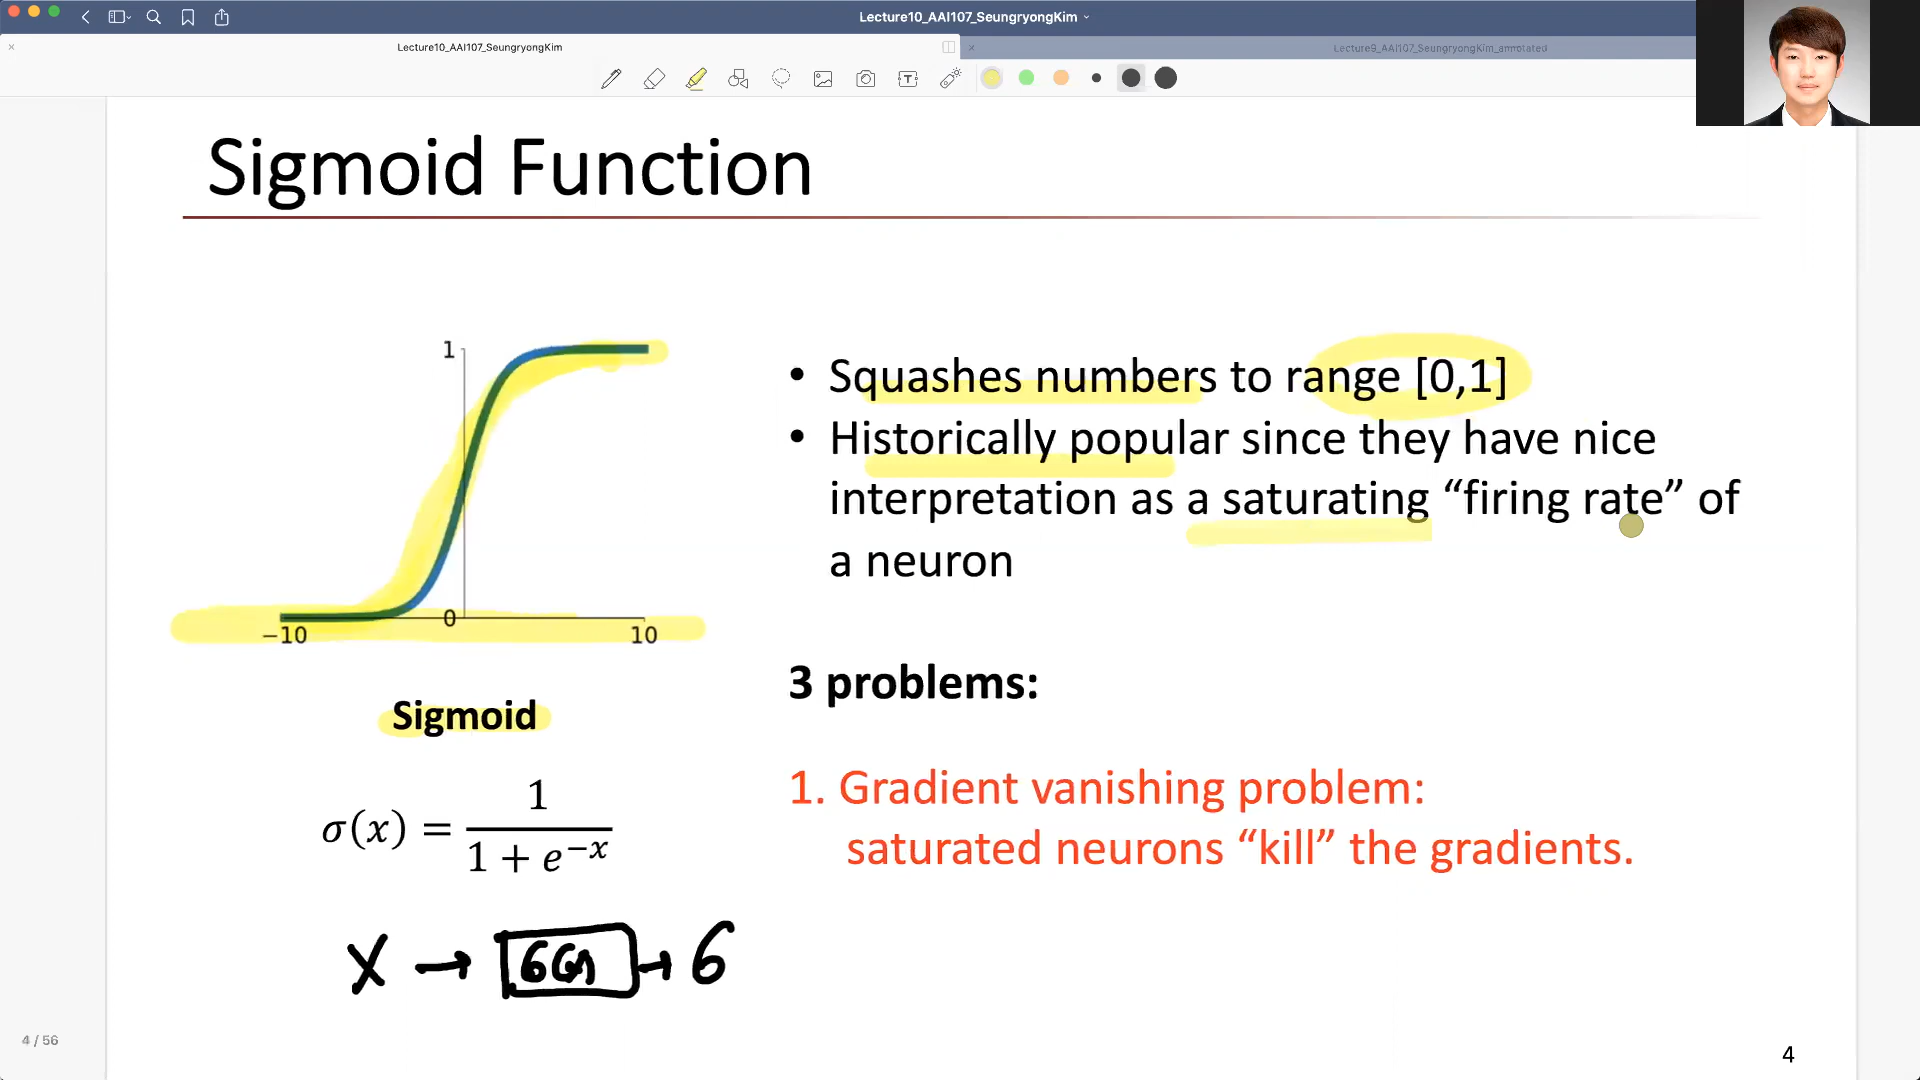 Lecture10_AAI107_SeungryongKim
Lecture10_AAI107_SeungryongKim
Lecture9_AAI107_SeungryongKim_annotated
Sigmoid Function
1
0
−10
10
Sigmoid
σ(x) = 1 / (1 + e^−x)
X → 6(x) → 6
• Squashes numbers to range [0,1]
• Historically popular since they have nice
interpretation as a saturating “firing rate” of
a neuron
3 problems:
1. Gradient vanishing problem:
saturated neurons “kill” the gradients.
4 / 56
4